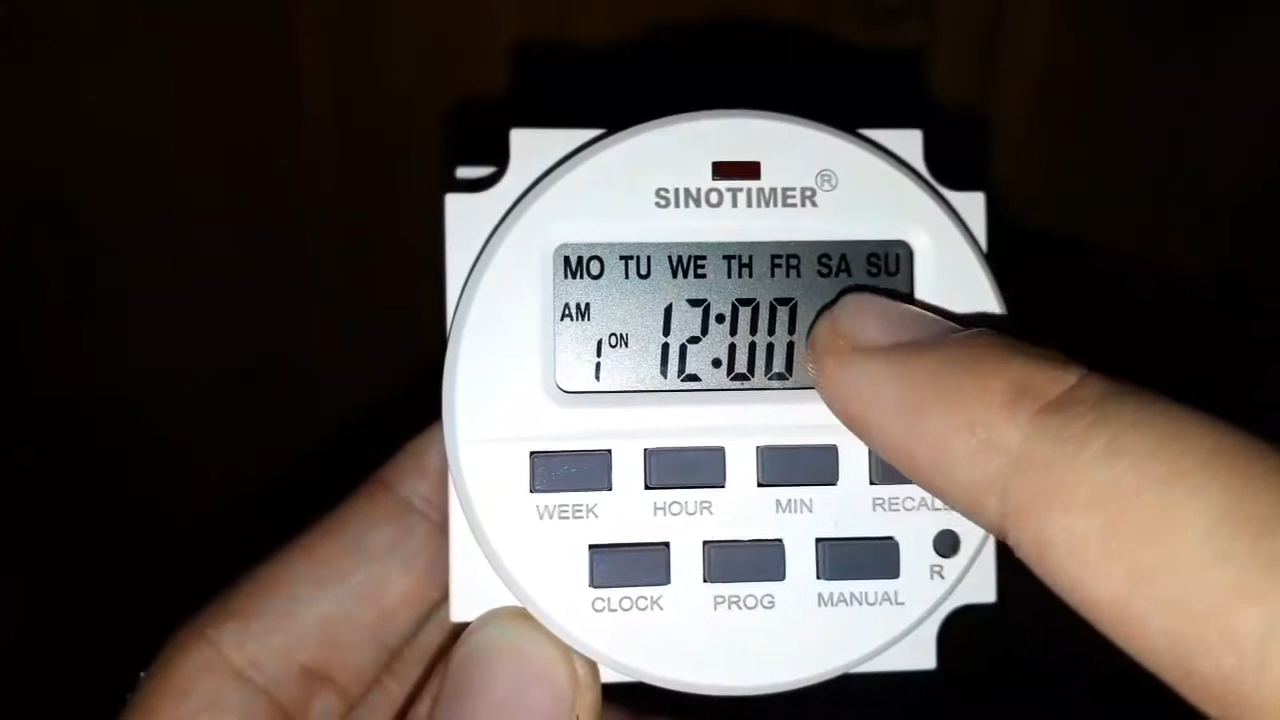 SINOTIMER®
MO TU WE TH FR SA SU
AM 12:00
1 ON
WEEK HOUR MIN
CLOCK PROG MANUAL R